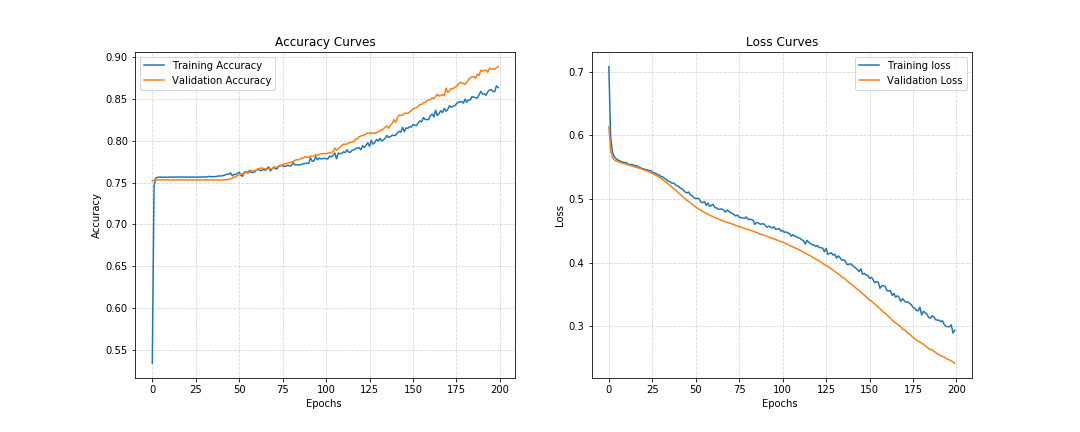 Accuracy Curves
Training Accuracy
Validation Accuracy
Accuracy
0.90
0.85
0.80
0.75
0.70
0.65
0.60
0.55
0 25 50 75 100 125 150 175 200
Epochs
Loss Curves
Training loss
Validation Loss
Loss
0.7
0.6
0.5
0.4
0.3
0 25 50 75 100 125 150 175 200
Epochs